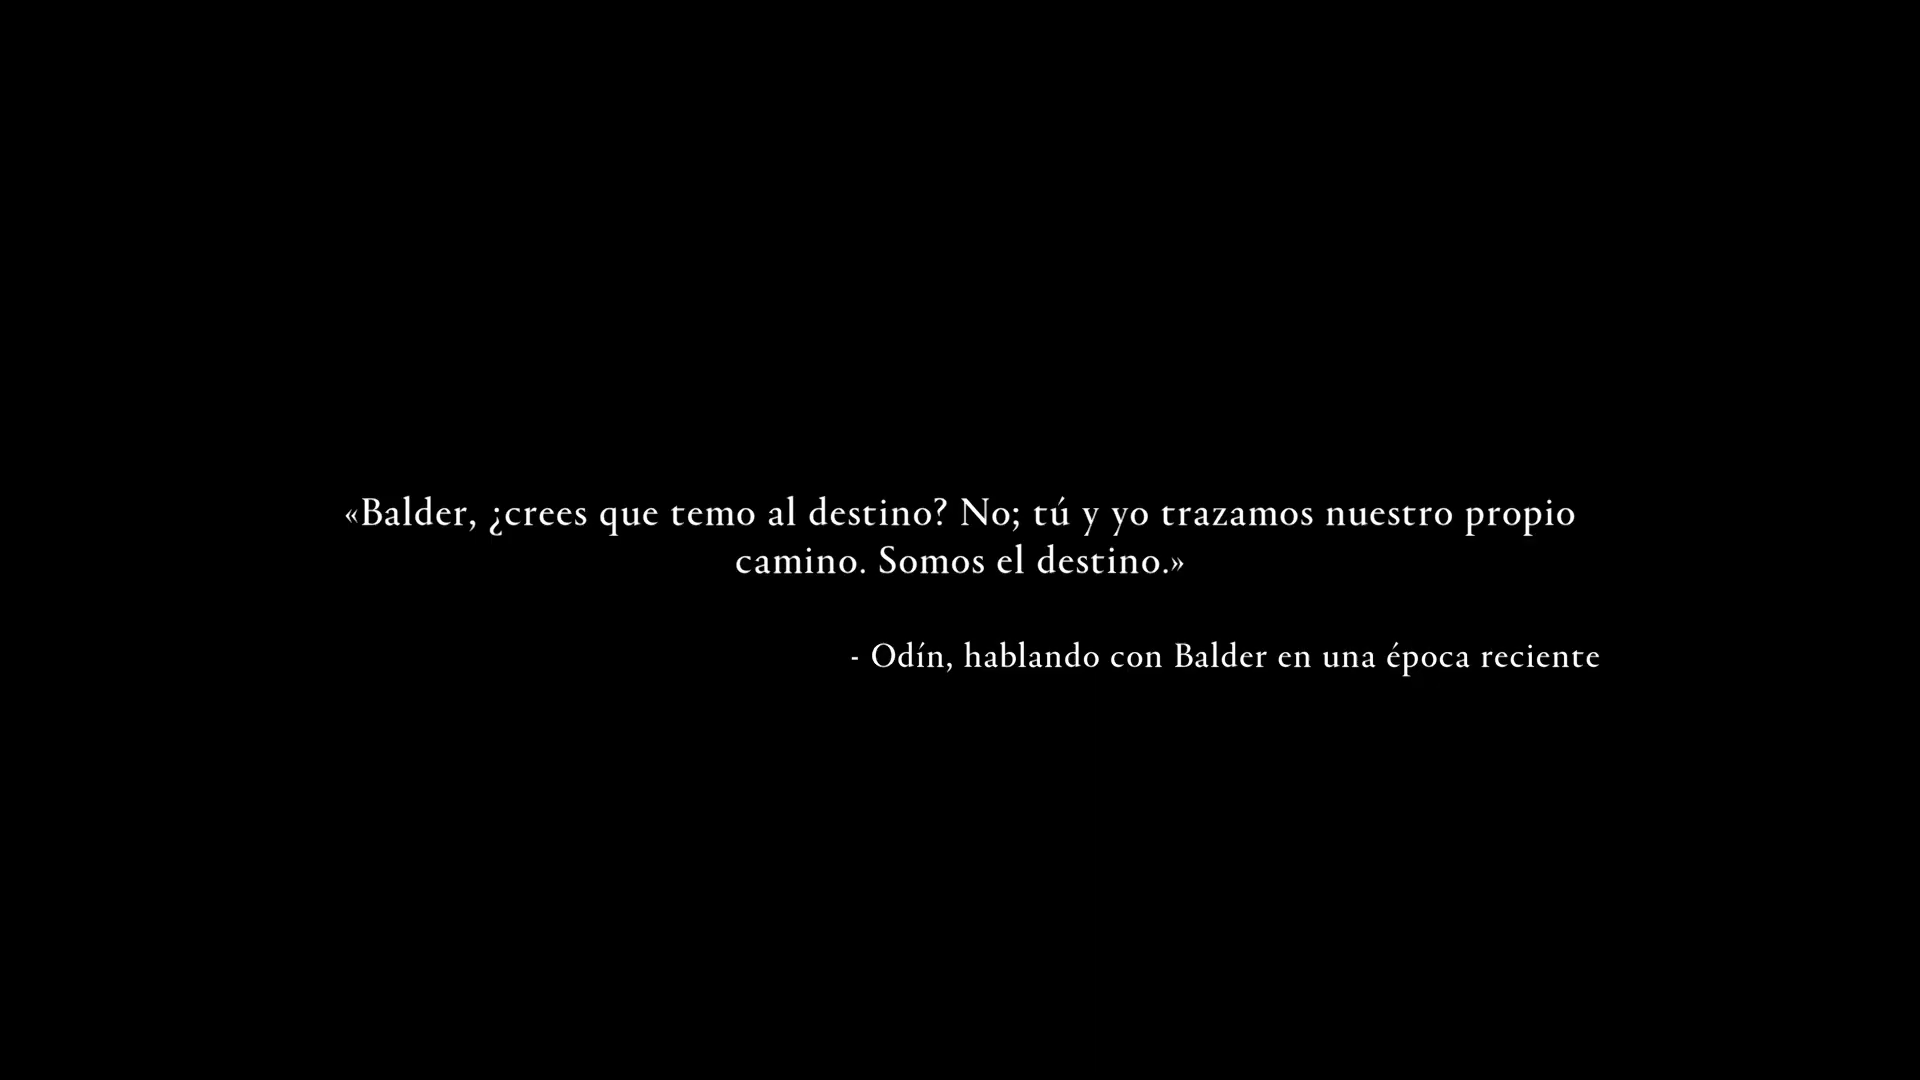 «Balder, ¿crees que temo al destino? No; tú y yo trazamos nuestro propio
camino. Somos el destino.»
- Odín, hablando con Balder en una época reciente